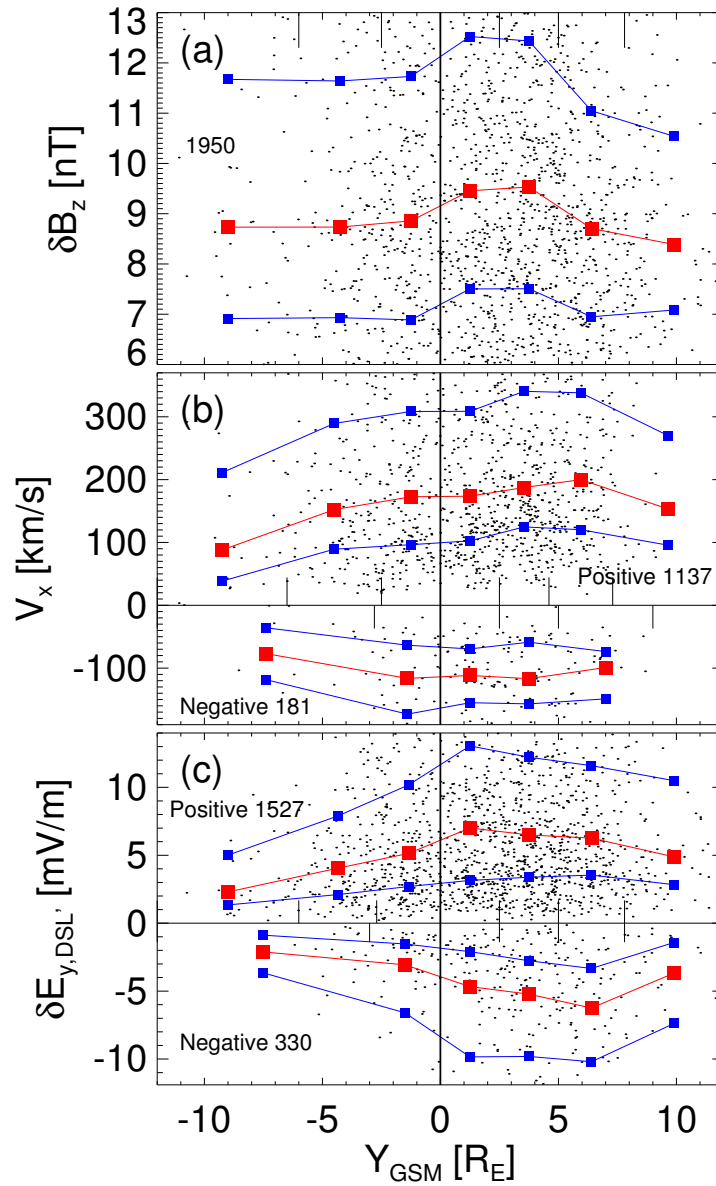 (a)
13
12
11
10
9
8
7
6
1950
δB_z [nT]
(b)
300
200
100
0
-100
V_x [km/s]
Positive 1137
Negative 181
(c)
10
5
0
-5
-10
Positive 1527
Negative 330
δE_y,DSL' [mV/m]
-10 -5 0 5 10
Y_GSM [R_E]